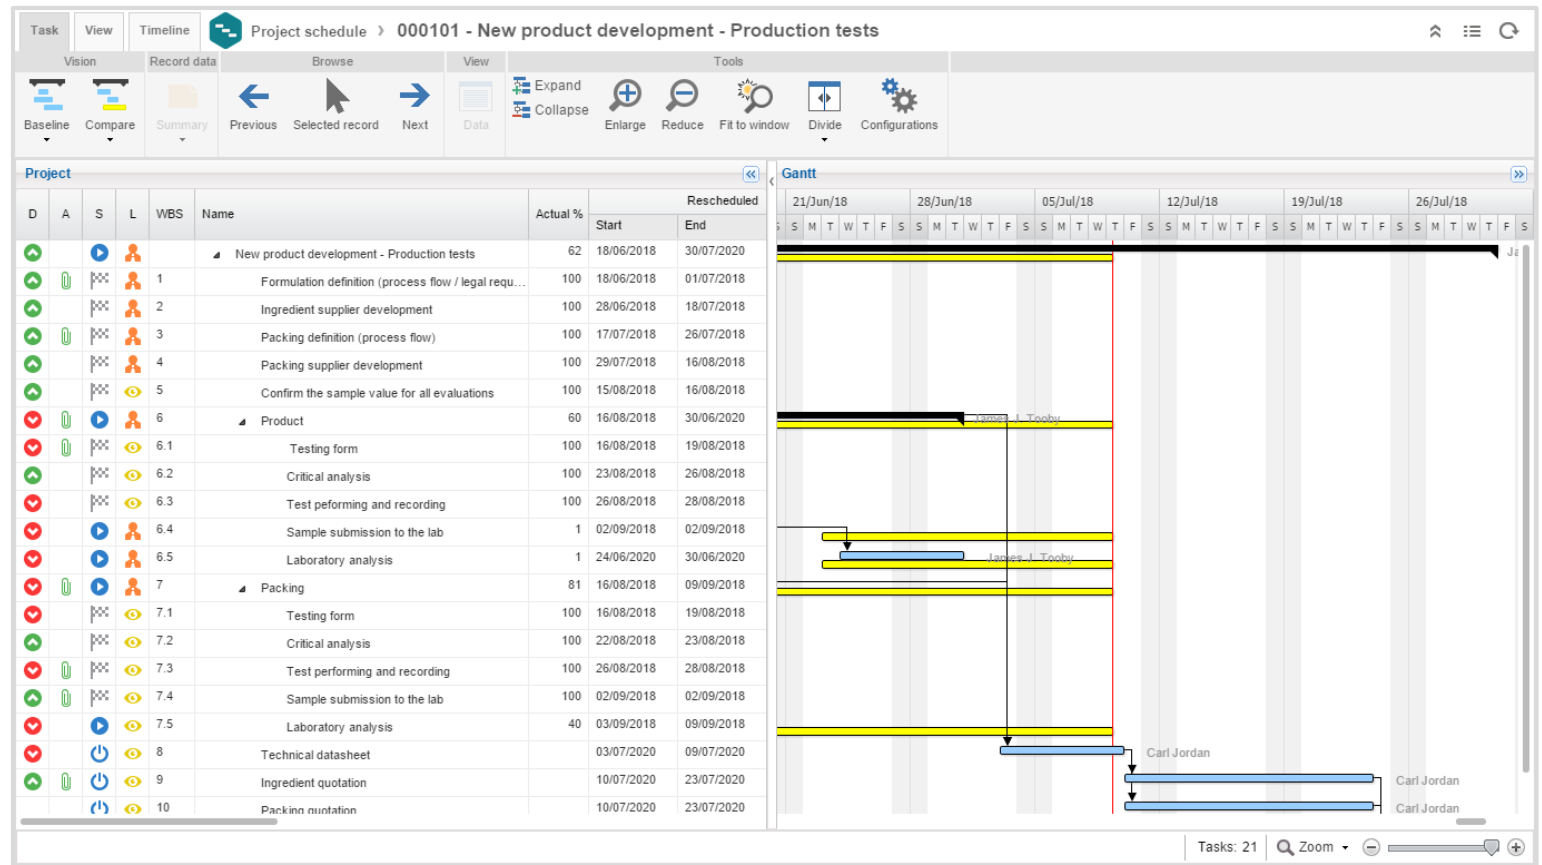 Task View Timeline Project schedule > 000101 - New product development - Production tests
Vision Record data Browse View Tools
Expand
Collapse
Baseline Compare Summary Previous Selected record Next Data Enlarge Reduce Fit to window Divide Configurations
Project Gantt
Rescheduled 21/Jun/18 28/Jun/18 05/Jul/18 12/Jul/18 19/Jul/18 26/Jul/18
D A S L WBS Name Actual % Start End
S S M T W T F S S M T W T F S S M T W T F S S M T W T F S S M T W T F S S M T W T F S
New product development - Production tests 62 18/06/2018 30/07/2020 Ja
1 Formulation definition (process flow / legal requ... 100 18/06/2018 01/07/2018
2 Ingredient supplier development 100 28/06/2018 18/07/2018
3 Packing definition (process flow) 100 17/07/2018 26/07/2018
4 Packing supplier development 100 29/07/2018 16/08/2018
5 Confirm the sample value for all evaluations 100 15/08/2018 16/08/2018
6 Product 60 16/08/2018 30/06/2020 James J. Tooby
6.1 Testing form 100 16/08/2018 19/08/2018
6.2 Critical analysis 100 23/08/2018 26/08/2018
6.3 Test peforming and recording 100 26/08/2018 28/08/2018
6.4 Sample submission to the lab 1 02/09/2018 02/09/2018
6.5 Laboratory analysis 1 24/06/2020 30/06/2020 James J. Tooby
7 Packing 81 16/08/2018 09/09/2018
7.1 Testing form 100 16/08/2018 19/08/2018
7.2 Critical analysis 100 22/08/2018 23/08/2018
7.3 Test performing and recording 100 26/08/2018 28/08/2018
7.4 Sample submission to the lab 100 02/09/2018 02/09/2018
7.5 Laboratory analysis 40 03/09/2018 09/09/2018
8 Technical datasheet 03/07/2020 09/07/2020 Carl Jordan
9 Ingredient quotation 10/07/2020 23/07/2020 Carl Jordan
10 Packing quotation 10/07/2020 23/07/2020 Carl Jordan
Tasks: 21 Zoom